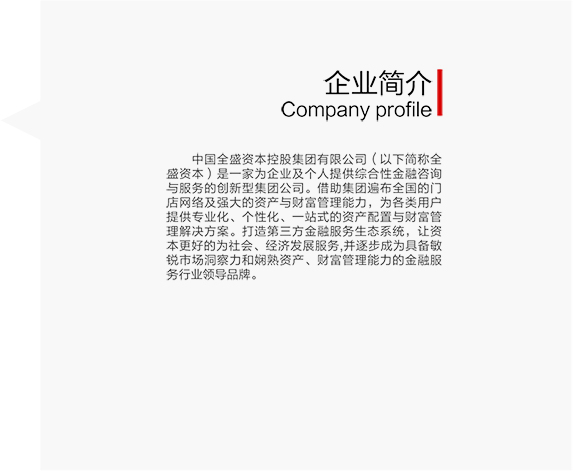 企业简介
Company profile
中国全盛资本控股集团有限公司（以下简称全
盛资本）是一家为企业及个人提供综合性金融咨询
与服务的创新型集团公司。借助集团遍布全国的门
店网络及强大的资产与财富管理能力，为各类用户
提供专业化、个性化、一站式的资产配置与财富管
理解决方案。打造第三方金融服务生态系统，让资
本更好的为社会、经济发展服务,并逐步成为具备敏
锐市场洞察力和娴熟资产、财富管理能力的金融服
务行业领导品牌。